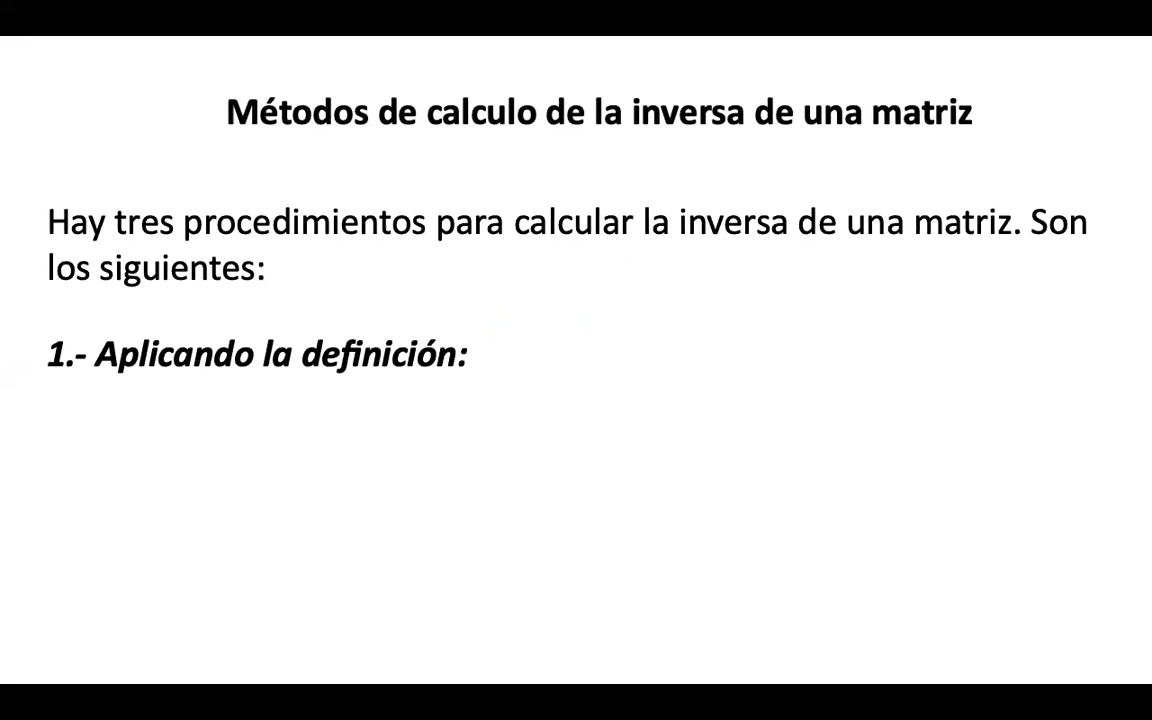 Métodos de calculo de la inversa de una matriz
Hay tres procedimientos para calcular la inversa de una matriz. Son
los siguientes:
1.- Aplicando la definición: